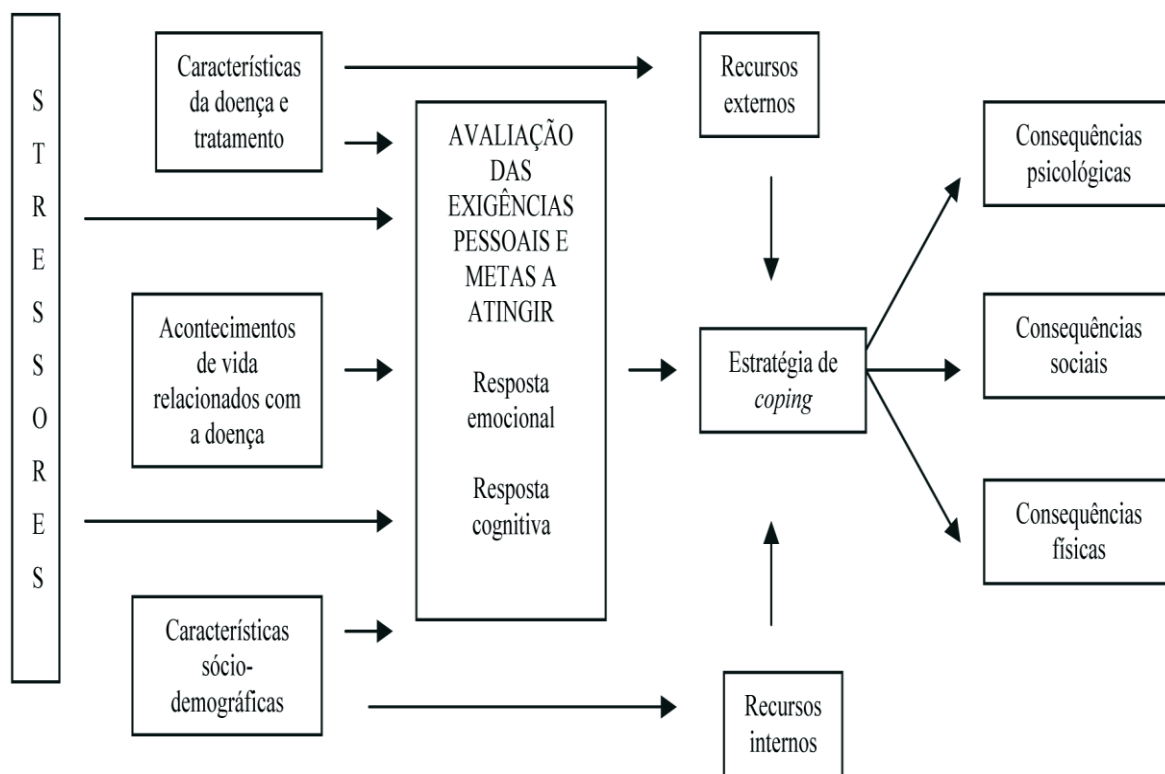 STRESSORES
Características
da doença e
tratamento
Acontecimentos
de vida
relacionados com
a doença
Características
sócio-
demográficas
AVALIAÇÃO
DAS
EXIGÊNCIAS
PESSOAIS E
METAS A
ATINGIR
Resposta
emocional
Resposta
cognitiva
Recursos
externos
Estratégia de
coping
Recursos
internos
Consequências
psicológicas
Consequências
sociais
Consequências
físicas